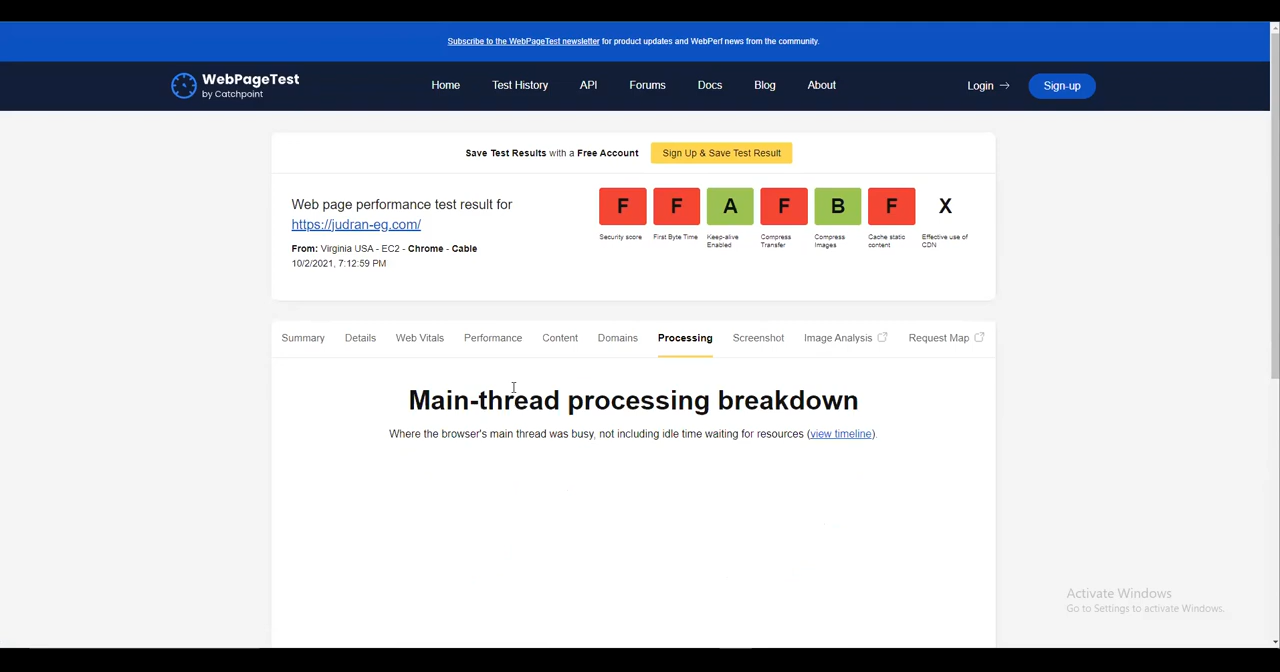 Subscribe to the WebPageTest newsletter for product updates and WebPerf news from the community.
WebPageTest
by Catchpoint
Home
Test History
API
Forums
Docs
Blog
About
Login →
Sign-up
Save Test Results with a Free Account
Sign Up & Save Test Result
Web page performance test result for
https://judran-eg.com/
From: Virginia USA - EC2 - Chrome - Cable
10/2/2021, 7:12:59 PM
F
F
A
F
B
F
X
Security score
First Byte Time
Keep-alive
Enabled
Compress
Transfer
Compress
Images
Cache static
content
Effective use of
CDN
Summary
Details
Web Vitals
Performance
Content
Domains
Processing
Screenshot
Image Analysis
Request Map
Main-thread processing breakdown
Where the browser's main thread was busy, not including idle time waiting for resources (view timeline).
Activate Windows
Go to Settings to activate Windows.